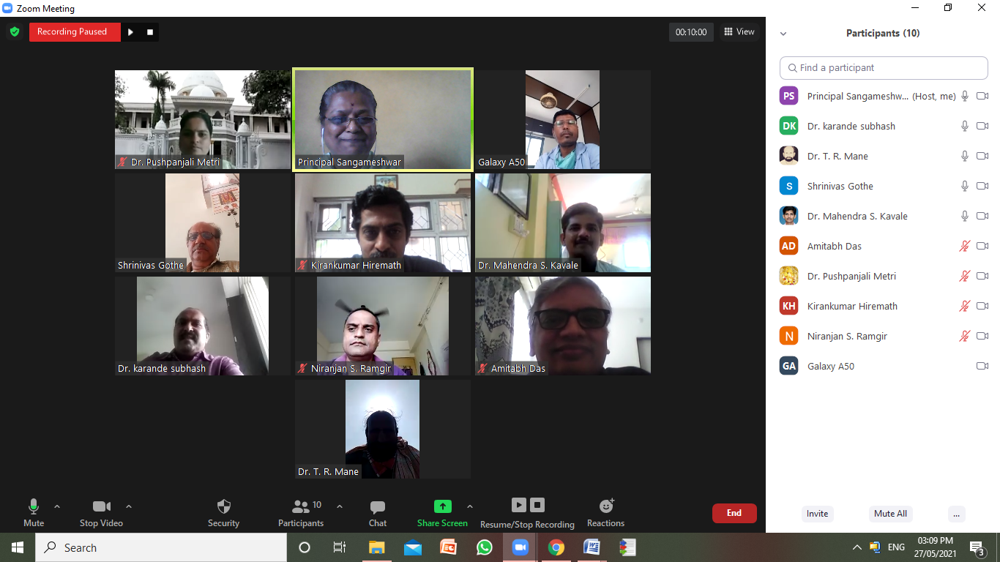 Zoom Meeting
Recording Paused
00:10:00
View
Dr. Pushpanjali Metri
Principal Sangameshwar
Galaxy A50
Shrinivas Gothe
Kirankumar Hiremath
Dr. Mahendra S. Kavale
Dr. karande subhash
Niranjan S. Ramgir
Amitabh Das
Dr. T. R. Mane
Participants (10)
Find a participant
PS Principal Sangameshw... (Host, me)
DK Dr. karande subhash
Dr. T. R. Mane
S Shrinivas Gothe
Dr. Mahendra S. Kavale
AD Amitabh Das
Dr. Pushpanjali Metri
KH Kirankumar Hiremath
N Niranjan S. Ramgir
GA Galaxy A50
Invite Mute All ...
Mute
Stop Video
Security
Participants 10
Chat
Share Screen
Resume/Stop Recording
Reactions
End
Search
ENG
03:09 PM
27/05/2021
3